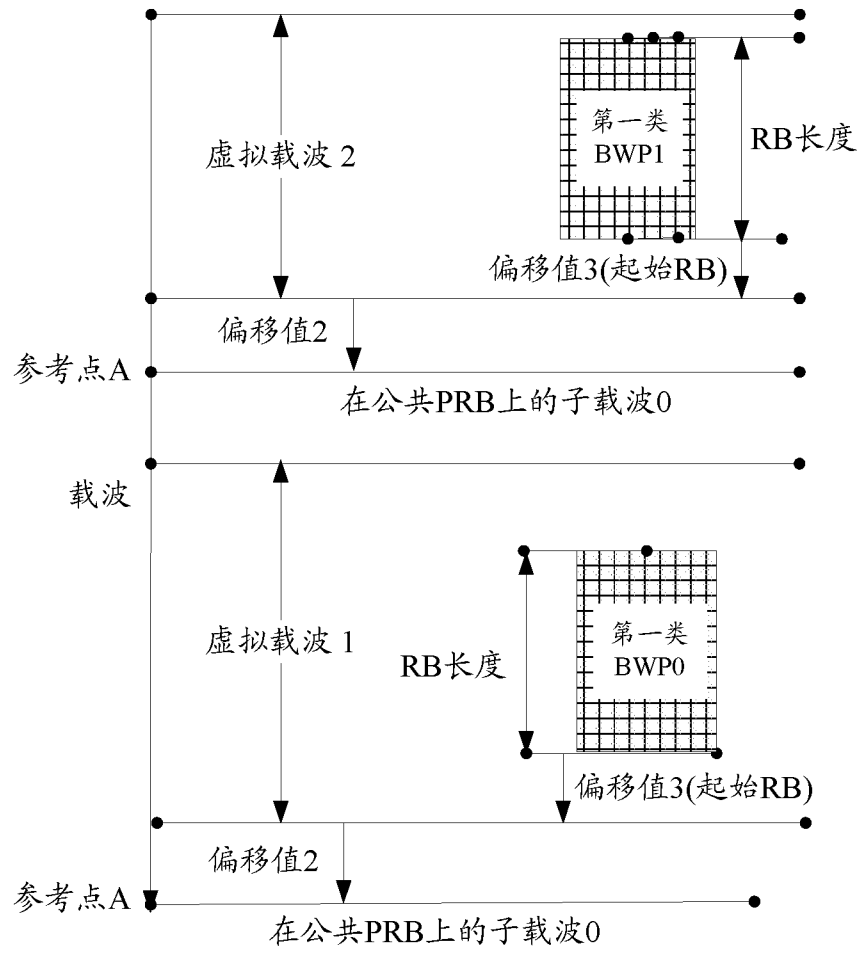 第一类
BWP1
RB长度
虚拟载波 2
偏移值3(起始RB)
偏移值2
参考点A
在公共PRB上的子载波0
载波
第一类
BWP0
虚拟载波 1
RB长度
偏移值3(起始RB)
偏移值2
参考点A
在公共PRB上的子载波0